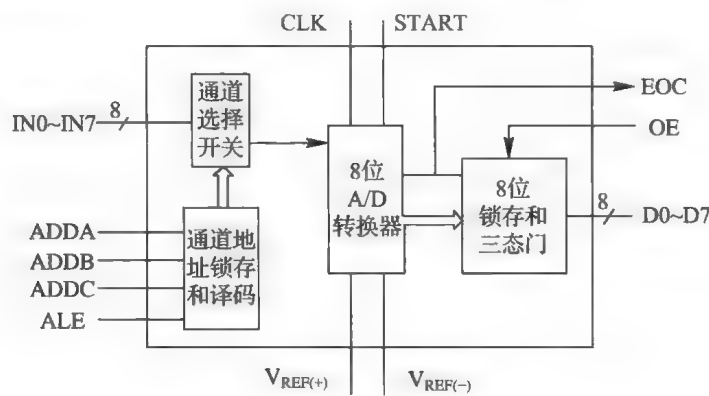 CLK
START
IN0~IN7
8
通道
选择
开关
EOC
OE
8位
A/D
转换器
8位
锁存和
三态门
8
D0~D7
ADDA
ADDB
ADDC
ALE
通道地
址锁存
和译码
VREF(+)
VREF(−)